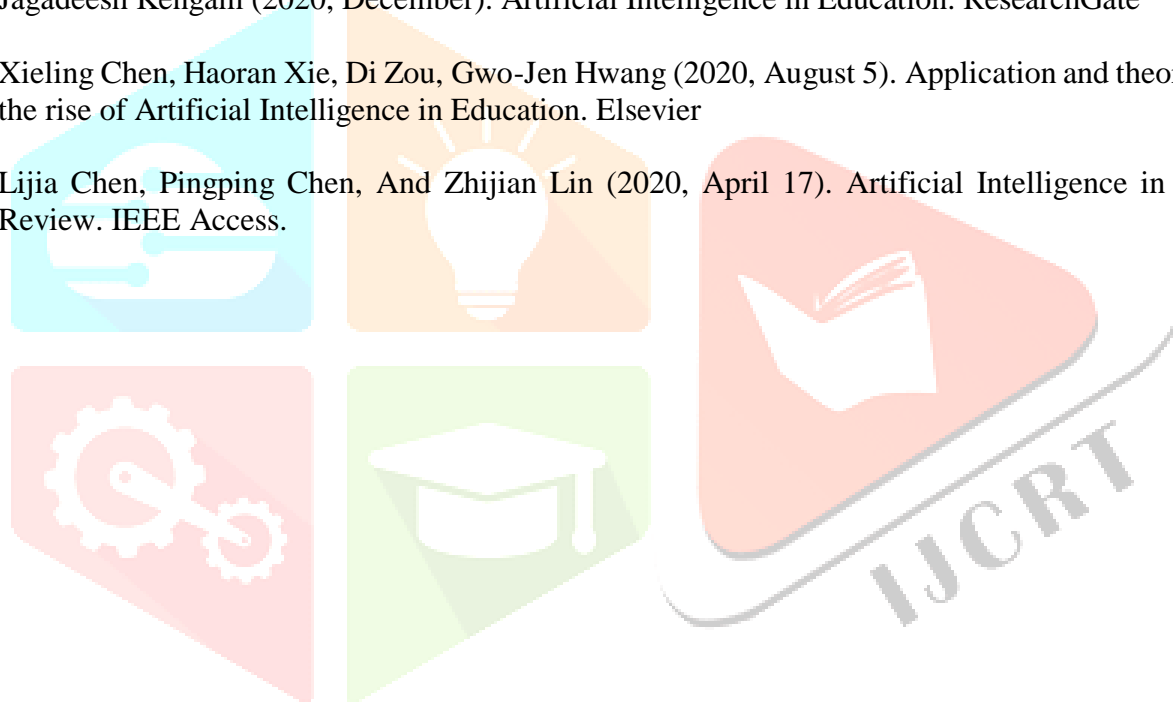 Jagadeesh Kengam (2020, December). Artificial Intelligence in Education. ResearchGate
Xieling Chen, Haoran Xie, Di Zou, Gwo-Jen Hwang (2020, August 5). Application and theor
the rise of Artificial Intelligence in Education. Elsevier
Lijia Chen, Pingping Chen, And Zhijian Lin (2020, April 17). Artificial Intelligence in
Review. IEEE Access.
IJCRT